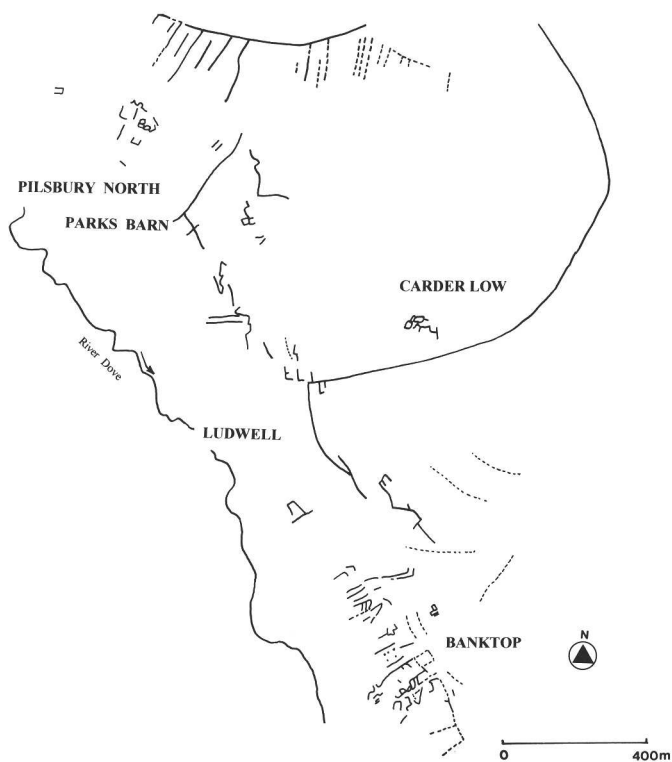 PILSBURY NORTH
PARKS BARN
CARDER LOW
River Dove
LUDWELL
BANKTOP
N
0 400m